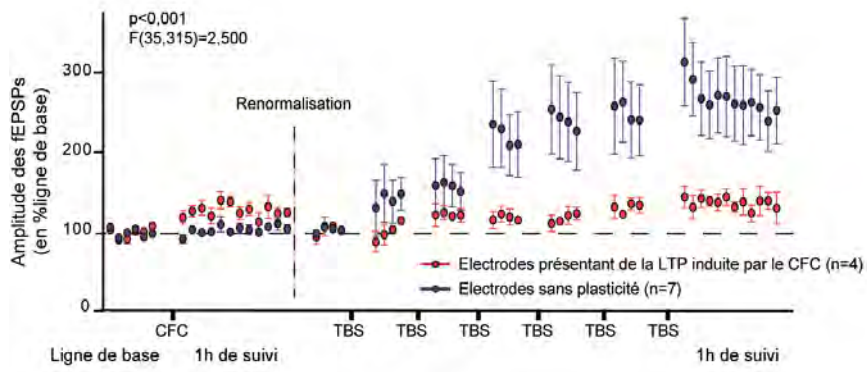 p<0,001
F(35,315)=2,500
Renormalisation
Amplitude des fEPSPs
(en %ligne de base)
300
200
100
0
Electrodes présentant de la LTP induite par le CFC (n=4)
Electrodes sans plasticité (n=7)
CFC TBS TBS TBS TBS TBS TBS
Ligne de base 1h de suivi 1h de suivi